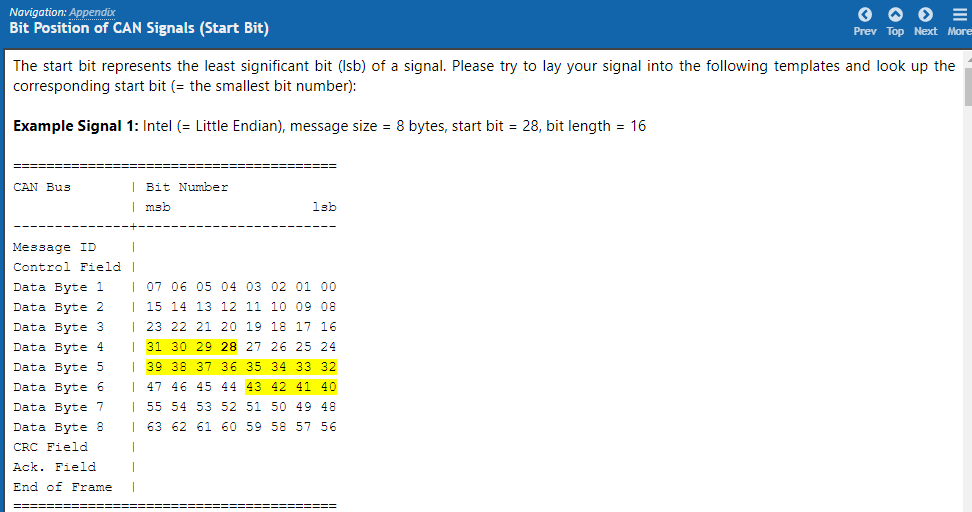 Navigation: Appendix
Bit Position of CAN Signals (Start Bit)
Prev Top Next More
The start bit represents the least significant bit (lsb) of a signal. Please try to lay your signal into the following templates and look up the
corresponding start bit (= the smallest bit number):
Example Signal 1: Intel (= Little Endian), message size = 8 bytes, start bit = 28, bit length = 16
=======================================
CAN Bus | Bit Number
| msb lsb
--------------+------------------------
Message ID |
Control Field |
Data Byte 1 | 07 06 05 04 03 02 01 00
Data Byte 2 | 15 14 13 12 11 10 09 08
Data Byte 3 | 23 22 21 20 19 18 17 16
Data Byte 4 | 31 30 29 28 27 26 25 24
Data Byte 5 | 39 38 37 36 35 34 33 32
Data Byte 6 | 47 46 45 44 43 42 41 40
Data Byte 7 | 55 54 53 52 51 50 49 48
Data Byte 8 | 63 62 61 60 59 58 57 56
CRC Field |
Ack. Field |
End of Frame |
=======================================